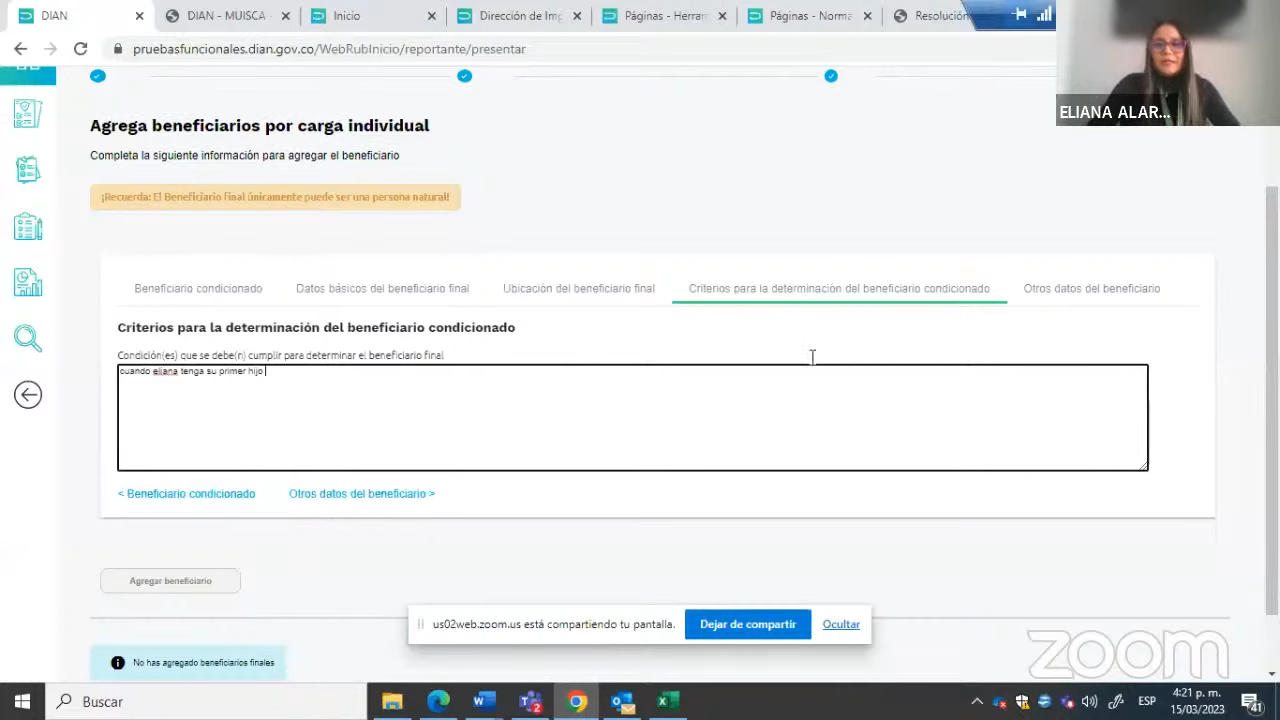 DIAN
DIAN - MUISCA -
Inicio
Dirección de Imp
Páginas - Herram
Páginas - Norma
Resolución
pruebasfuncionales.dian.gov.co/WebRubInicio/reportante/presentar
ELIANA ALAR...
Agrega beneficiarios por carga individual
Completa la siguiente información para agregar el beneficiario
¡Recuerda: El Beneficiario final únicamente puede ser una persona natural!
Beneficiario condicionado
Datos básicos del beneficiario final
Ubicación del beneficiario final
Criterios para la determinación del beneficiario condicionado
Otros datos del beneficiario
Criterios para la determinación del beneficiario condicionado
Condición(es) que se debe(n) cumplir para determinar el beneficiario final
cuando eliana tenga su primer hijo
< Beneficiario condicionado
Otros datos del beneficiario >
Agregar beneficiario
us02web.zoom.us está compartiendo tu pantalla.
Dejar de compartir
Ocultar
No has agregado beneficiarios finales
zoom
Buscar
2
ESP
4:21 p. m.
15/03/2023
41